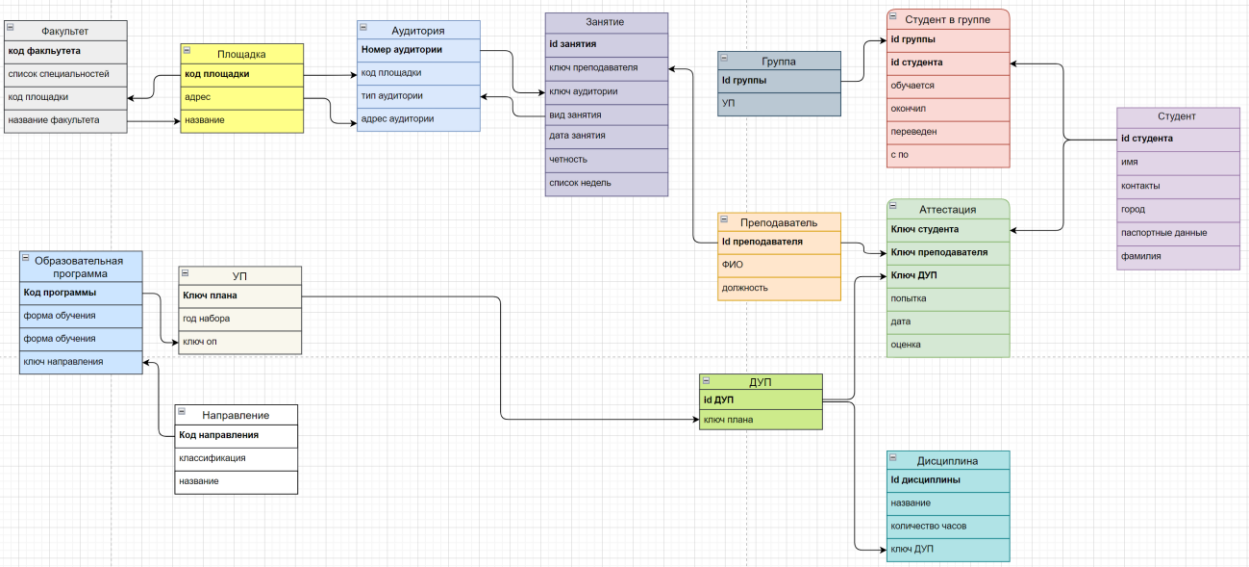 Факультет
код факльутета
список специальностей
код площадки
название факультета
Площадка
код площадки
адрес
название
Аудитория
Номер аудитории
код площадки
тип аудитории
адрес аудитории
Занятие
id занятия
ключ преподавателя
ключ аудитории
вид занятия
дата занятия
четность
список недель
Группа
Id группы
УП
Студент в группе
Id группы
id студента
обучается
окончил
переведен
с по
Студент
id студента
имя
контакты
город
паспортные данные
фамилия
Преподаватель
Id преподавателя
ФИО
должность
Аттестация
Ключ студента
Ключ преподавателя
Ключ ДУП
попытка
дата
оценка
Образовательная
программа
Код программы
форма обучения
форма обучения
ключ направления
УП
Ключ плана
год набора
ключ оп
Направление
Код направления
классификация
название
ДУП
id ДУП
ключ плана
Дисциплина
Id дисциплины
название
количество часов
ключ ДУП